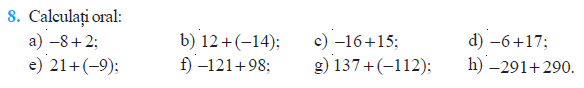 8. Calculați oral:
a) –8+2; b) 12+(–14); c) –16+15; d) –6+17;
e) 21+(–9); f) –121+98; g) 137+(–112); h) –291+290.